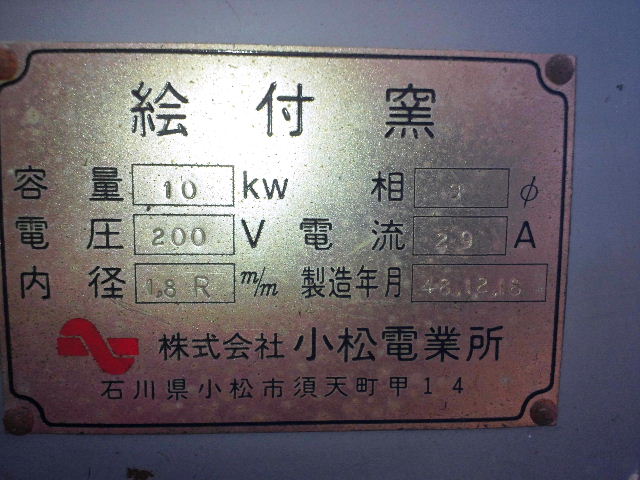 絵付窯
容量 10 kw 相 3 φ
電圧 200 V 電流 29 A
内径 1,8 R m/m 製造年月 48.12.18
株式会社 小松電業所
石川県小松市須天町甲14